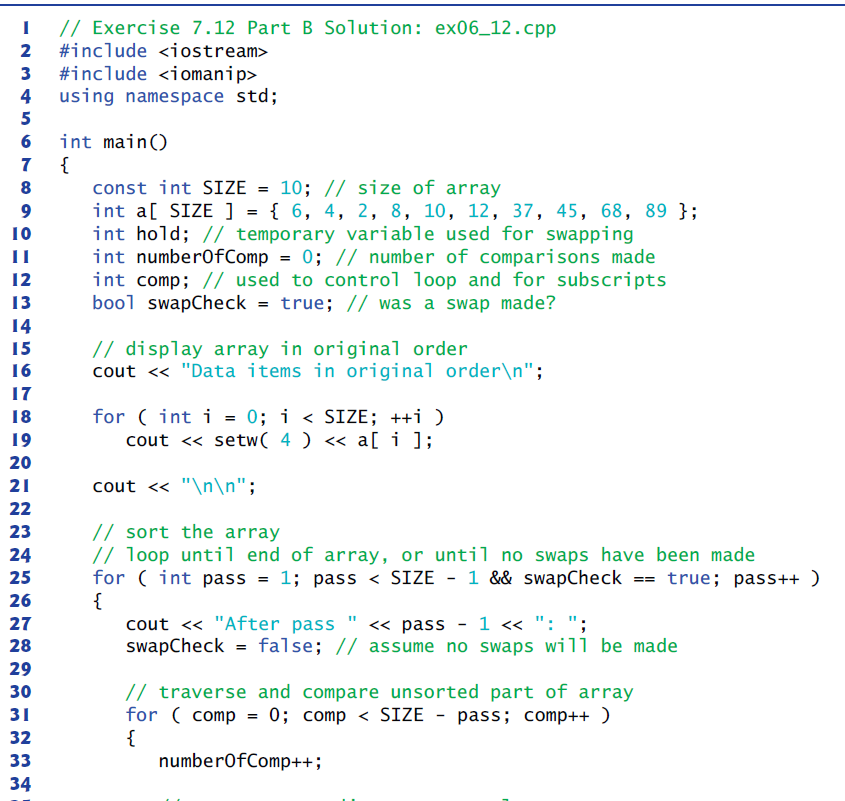 1 // Exercise 7.12 Part B Solution: ex06_12.cpp
2 #include <iostream>
3 #include <iomanip>
4 using namespace std;
5
6 int main()
7 {
8    const int SIZE = 10; // size of array
9    int a[ SIZE ] = { 6, 4, 2, 8, 10, 12, 37, 45, 68, 89 };
10    int hold; // temporary variable used for swapping
11    int numberOfComp = 0; // number of comparisons made
12    int comp; // used to control loop and for subscripts
13    bool swapCheck = true; // was a swap made?
14
15    // display array in original order
16    cout << "Data items in original order\n";
17
18    for ( int i = 0; i < SIZE; ++i )
19       cout << setw( 4 ) << a[ i ];
20
21    cout << "\n\n";
22
23    // sort the array
24    // loop until end of array, or until no swaps have been made
25    for ( int pass = 1; pass < SIZE - 1 && swapCheck == true; pass++ )
26    {
27       cout << "After pass " << pass - 1 << ": ";
28       swapCheck = false; // assume no swaps will be made
29
30       // traverse and compare unsorted part of array
31       for ( comp = 0; comp < SIZE - pass; comp++ )
32       {
33          numberOfComp++;
34